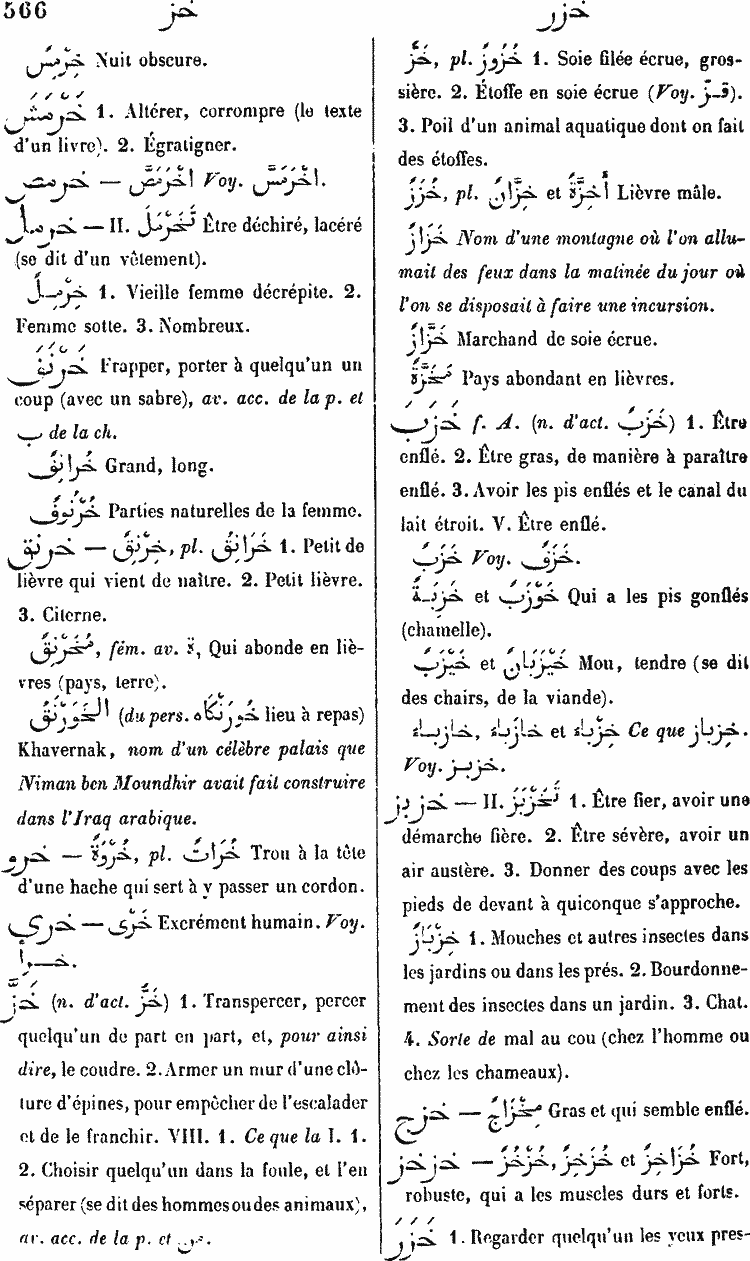 566
خز
خزر
خِرْمِسٌ Nuit obscure.
خَرْمَشَ 1. Altérer, corrompre (le texte
d'un livre). 2. Égratigner.
خرمص — اخْرَمَّصَ Voy. اخْرَمَّسَ.
خرمل — II. تَخَرْمَلَ Être déchiré, lacéré
(se dit d'un vêtement).
خِرْمِلٌ 1. Vieille femme décrépite. 2.
Femme sotte. 3. Nombreux.
خَرْنَقَ Frapper, porter à quelqu'un un
coup (avec un sabre), av. acc. de la p. et
ب de la ch.
خُرَانِقٌ Grand, long.
خُرْنُوفٌ Parties naturelles de la femme.
خرنق — خِرْنِقٌ, pl. خَرَانِقُ 1. Petit de
lièvre qui vient de naître. 2. Petit lièvre.
3. Citerne.
مُخَرْنِقٌ, fém. av. ة, Qui abonde en liè-
vres (pays, terre).
الخَوَرْنَقُ (du pers. خورنكاه lieu à repas)
Khavernak, nom d'un célèbre palais que
Niman ben Moundhir avait fait construire
dans l'Iraq arabique.
خرو — خُرْوَةٌ, pl. خُرَاتٌ Trou à la tête
d'une hache qui sert à y passer un cordon.
خري — خَرْى Excrément humain. Voy.
خرا.
خَزَّ (n. d'act. خَزٌّ) 1. Transpercer, percer
quelqu'un de part en part, et, pour ainsi
dire, le coudre. 2. Armer un mur d'une clô-
ture d'épines, pour empêcher de l'escalader
et de le franchir. VIII. 1. Ce que la I. 1.
2. Choisir quelqu'un dans la foule, et l'en
séparer (se dit des hommes ou des animaux),
av. acc. de la p. et من.
خَزٌّ, pl. خُزُوزٌ 1. Soie filée écrue, gros-
sière. 2. Étoffe en soie écrue (Voy. قز).
3. Poil d'un animal aquatique dont on fait
des étoffes.
خُزَزٌ, pl. خِزَّانٌ et أَخِزَّةٌ Lièvre mâle.
خَزَازٌ Nom d'une montagne où l'on allu-
mait des feux dans la matinée du jour où
l'on se disposait à faire une incursion.
خَزَّازٌ Marchand de soie écrue.
مَخَزَّةٌ Pays abondant en lièvres.
خَزِبَ f. A. (n. d'act. خَزَبٌ) 1. Être
enflé. 2. Être gras, de manière à paraître
enflé. 3. Avoir les pis enflés et le canal du
lait étroit. V. Être enflé.
خَزَبٌ Voy. خَزَفٌ.
خَزِبَةٌ et خَوْزَبٌ Qui a les pis gonflés
(chamelle).
خَيْزَبٌ et خَيْزَبَانٌ Mou, tendre (se dit
des chairs, de la viande).
خازباء, خازِبَاء et خِزْبَاء Ce que خزباز.
Voy. خزبز.
خزبز — II. تَخَزْبَزَ 1. Être fier, avoir une
démarche fière. 2. Être sévère, avoir un
air austère. 3. Donner des coups avec les
pieds de devant à quiconque s'approche.
خِزْبَازٌ 1. Mouches et autres insectes dans
les jardins ou dans les prés. 2. Bourdonne-
ment des insectes dans un jardin. 3. Chat.
4. Sorte de mal au cou (chez l'homme ou
chez les chameaux).
خزج — مِخْزَاجٌ Gras et qui semble enflé.
خزخز — خُزَخِزٌ, خُزَخْزٌ et خُزَاخِزٌ Fort,
robuste, qui a les muscles durs et forts.
خَزَرَ 1. Regarder quelqu'un les yeux pres-